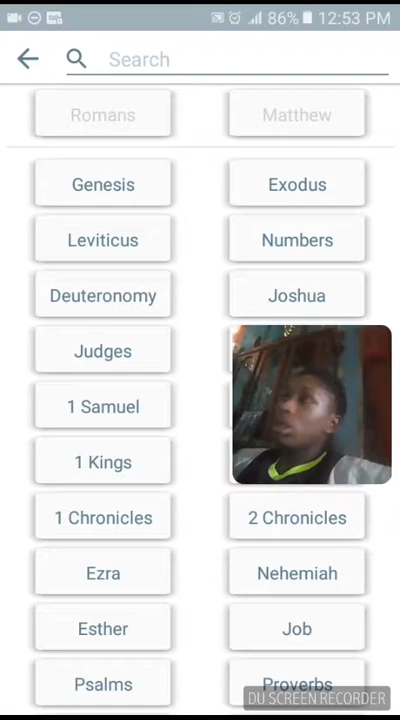 86% 12:53 PM
Search
Romans Matthew
Genesis Exodus
Leviticus Numbers
Deuteronomy Joshua
Judges
1 Samuel
1 Kings
1 Chronicles 2 Chronicles
Ezra Nehemiah
Esther Job
Psalms Proverbs
DU SCREEN RECORDER